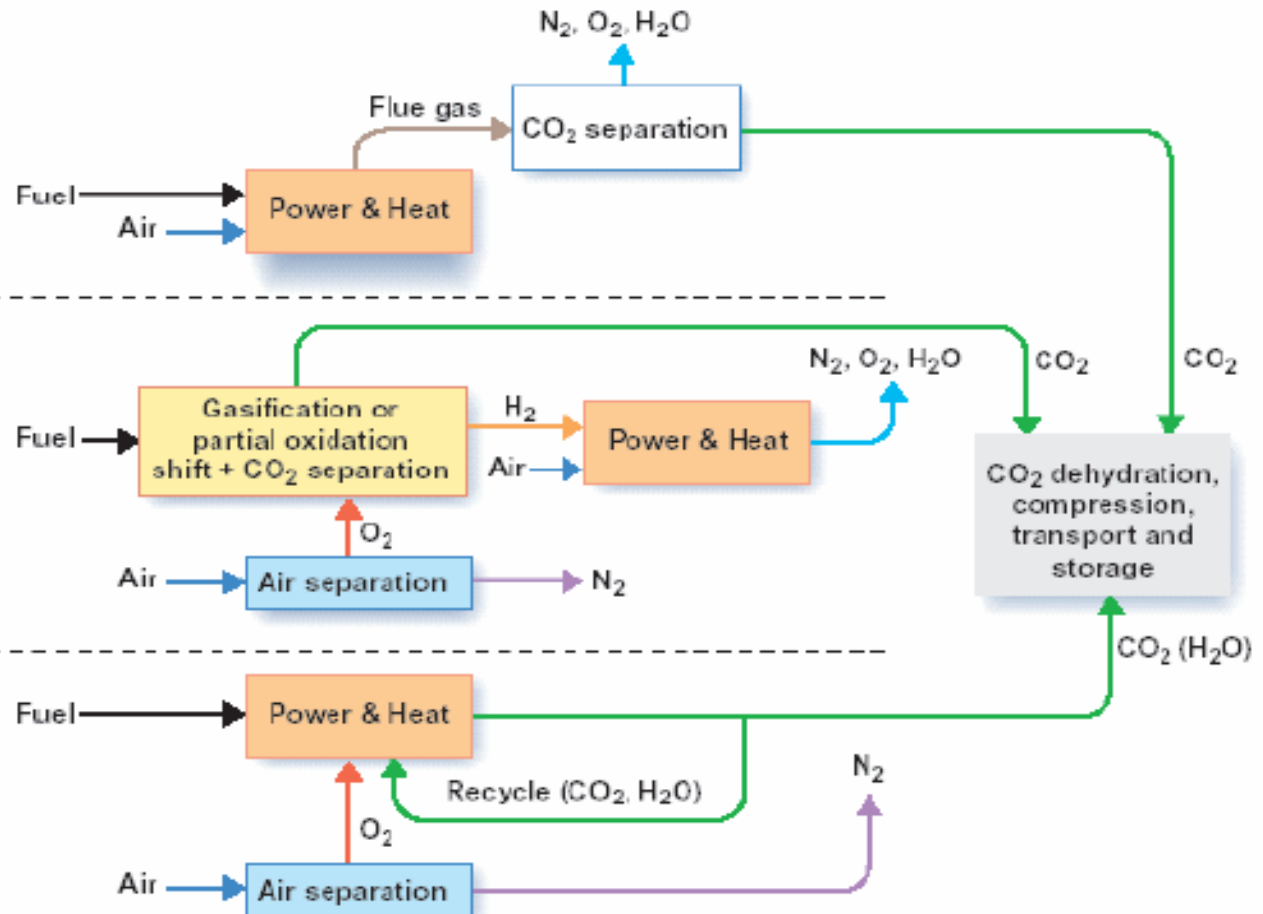 N₂, O₂, H₂O
Flue gas
CO₂ separation
Fuel
Air
Power & Heat
CO₂
CO₂
N₂, O₂, H₂O
Fuel
Gasification or
partial oxidation
shift + CO₂ separation
H₂
Air
Power & Heat
O₂
Air
Air separation
N₂
CO₂ dehydration,
compression,
transport and
storage
CO₂ (H₂O)
Fuel
Power & Heat
Recycle (CO₂, H₂O)
N₂
O₂
Air
Air separation